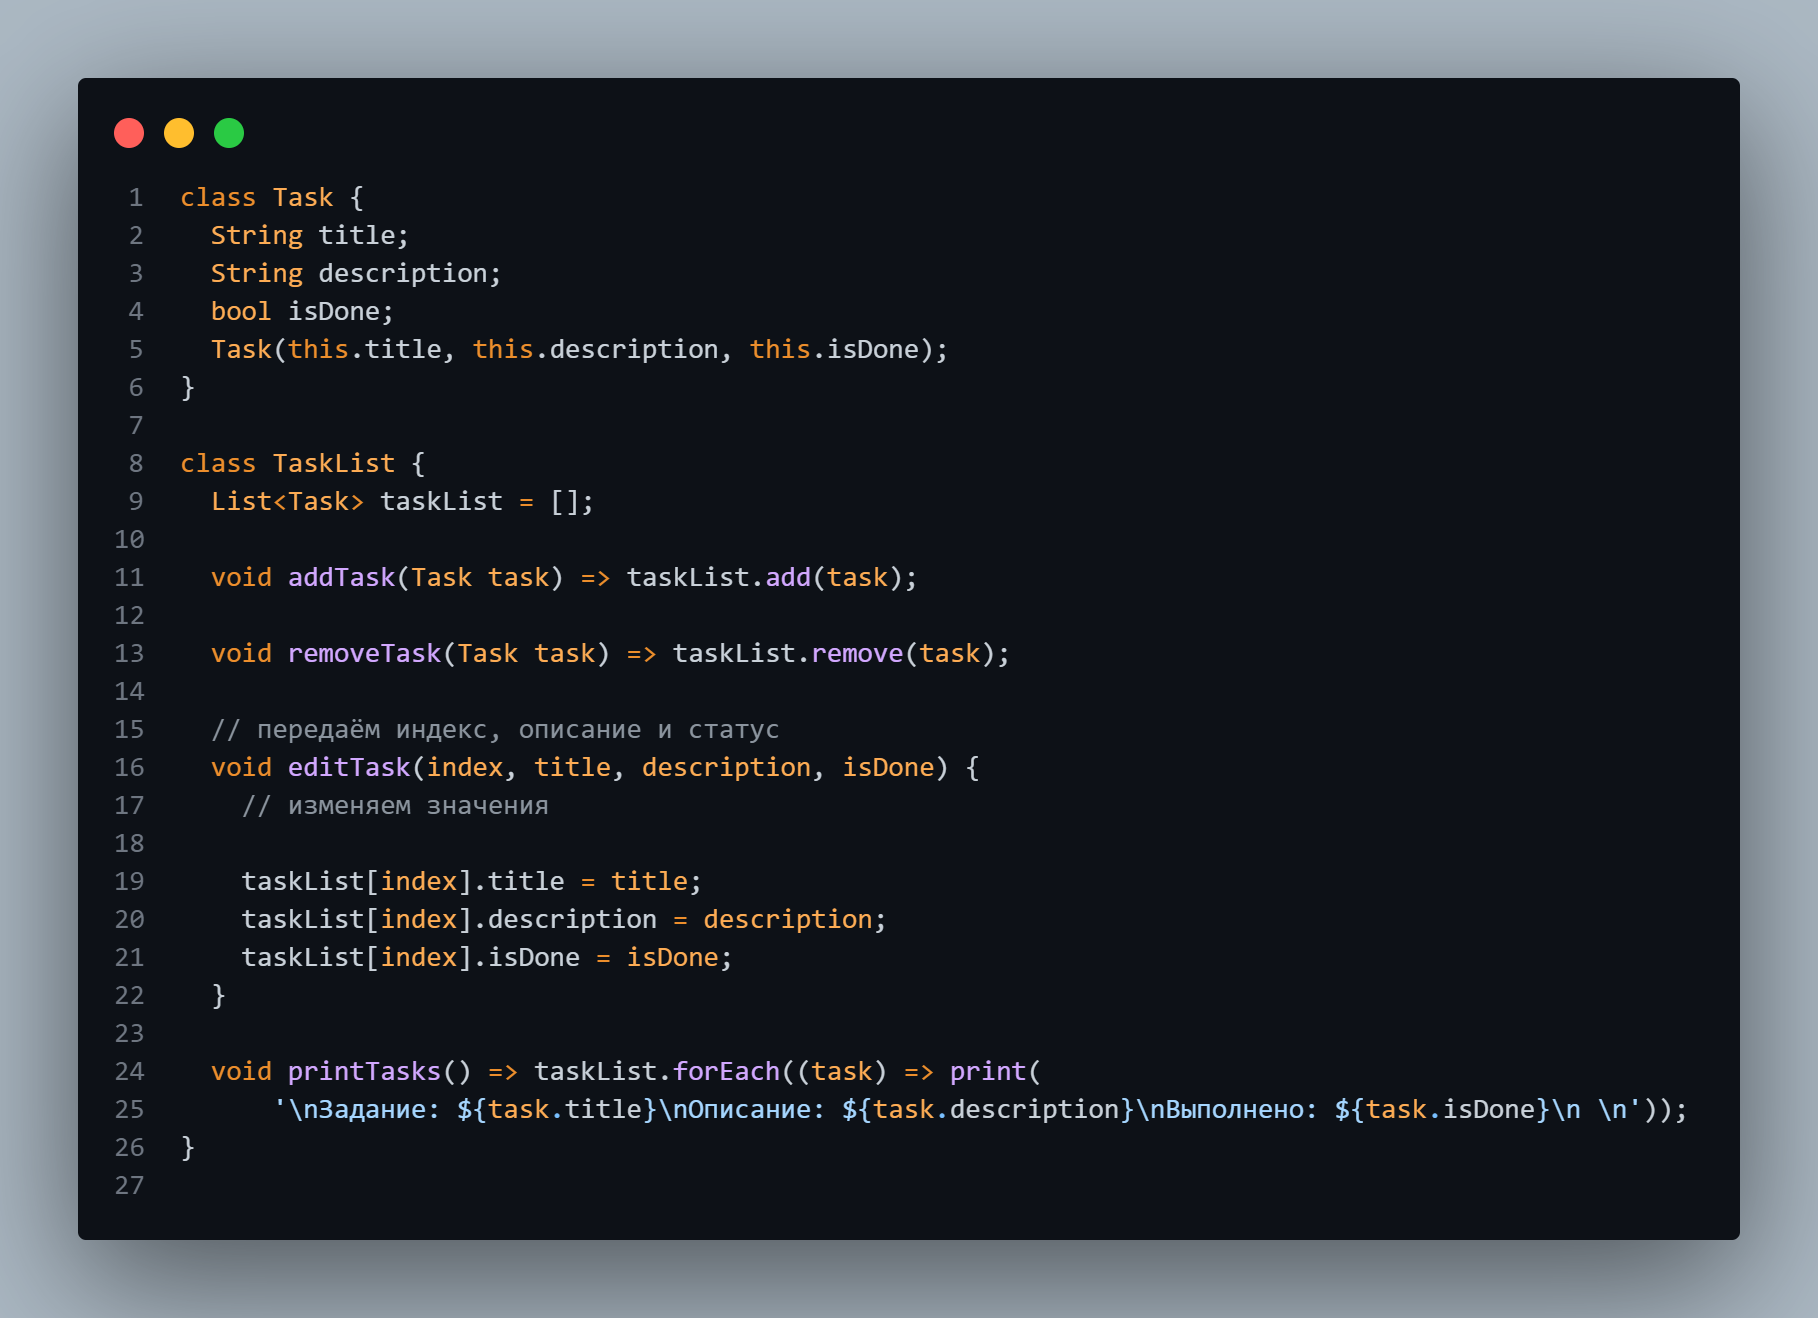 1 class Task {
2   String title;
3   String description;
4   bool isDone;
5   Task(this.title, this.description, this.isDone);
6 }
7
8 class TaskList {
9   List<Task> taskList = [];
10
11   void addTask(Task task) => taskList.add(task);
12
13   void removeTask(Task task) => taskList.remove(task);
14
15   // передаём индекс, описание и статус
16   void editTask(index, title, description, isDone) {
17     // изменяем значения
18
19     taskList[index].title = title;
20     taskList[index].description = description;
21     taskList[index].isDone = isDone;
22   }
23
24   void printTasks() => taskList.forEach((task) => print(
25       '\nЗадание: ${task.title}\nОписание: ${task.description}\nВыполнено: ${task.isDone}\n \n'));
26 }
27